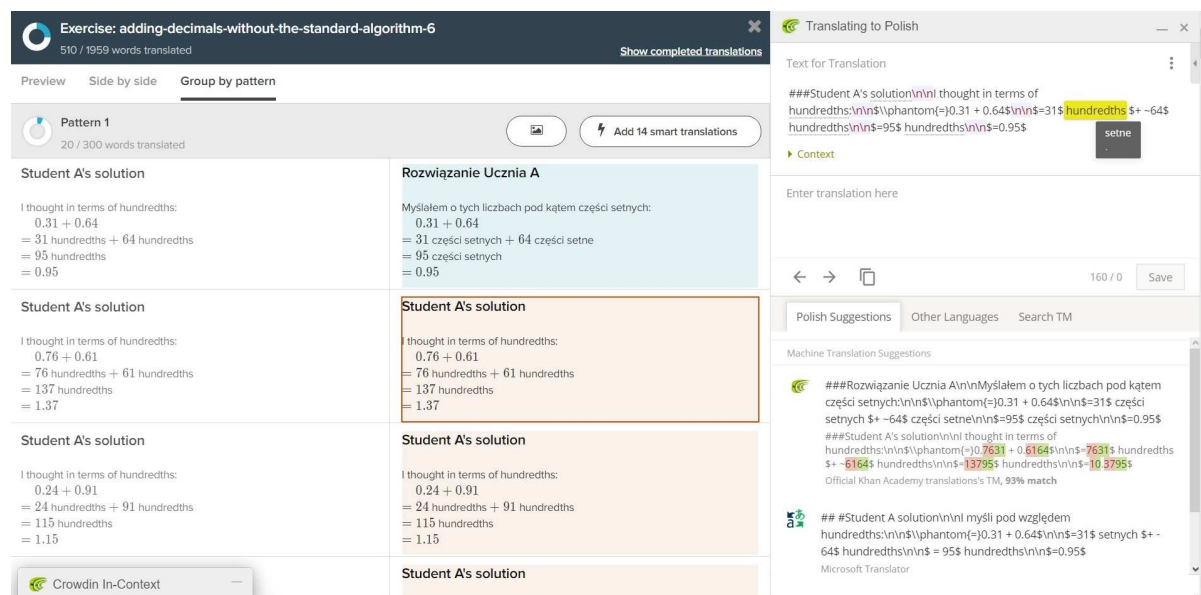 Exercise: adding-decimals-without-the-standard-algorithm-6
510 / 1959 words translated
Show completed translations
Preview Side by side Group by pattern
Pattern 1
20 / 300 words translated
Add 14 smart translations
Student A's solution
I thought in terms of hundredths:
0.31 + 0.64
= 31 hundredths + 64 hundredths
= 95 hundredths
= 0.95
Rozwiązanie Ucznia A
Myślałem o tych liczbach pod kątem części setnych:
0.31 + 0.64
= 31 części setnych + 64 części setne
= 95 części setnych
= 0.95
Student A's solution
I thought in terms of hundredths:
0.76 + 0.61
= 76 hundredths + 61 hundredths
= 137 hundredths
= 1.37
Student A's solution
I thought in terms of hundredths:
0.76 + 0.61
= 76 hundredths + 61 hundredths
= 137 hundredths
= 1.37
Student A's solution
I thought in terms of hundredths:
0.24 + 0.91
= 24 hundredths + 91 hundredths
= 115 hundredths
= 1.15
Student A's solution
I thought in terms of hundredths:
0.24 + 0.91
= 24 hundredths + 91 hundredths
= 115 hundredths
= 1.15
Student A's solution
Crowdin In-Context
Translating to Polish
Text for Translation
###Student A's solution\n\nI thought in terms of
hundredths:\n\n$\\phantom{=}0.31 + 0.64$\n\n$=31$ hundredths $+ ~64$
hundredths\n\n$=95$ hundredths\n\n$=0.95$
setne
Context
Enter translation here
160 / 0 Save
Polish Suggestions Other Languages Search TM
Machine Translation Suggestions
###Rozwiązanie Ucznia A\n\nMyślałem o tych liczbach pod kątem
części setnych:\n\n$\\phantom{=}0.31 + 0.64$\n\n$=31$ części
setnych $+ ~64$ części setne\n\n$=95$ części setnych\n\n$=0.95$
###Student A's solution\n\nI thought in terms of
hundredths:\n\n$\\phantom{=}0.7631 + 0.6164$\n\n$=7631$ hundredths
$+ ~6164$ hundredths\n\n$=13795$ hundredths\n\n$=10.3795$
Official Khan Academy translations's TM, 93% match
## #Student A solution\n\nI myśli pod względem
hundredths:\n\n$\\phantom{=}0.31 + 0.64$\n\n$=31$ setnych $+ -
64$ hundredths\n\n$ = 95$ hundredths\n\n$=0.95$
Microsoft Translator